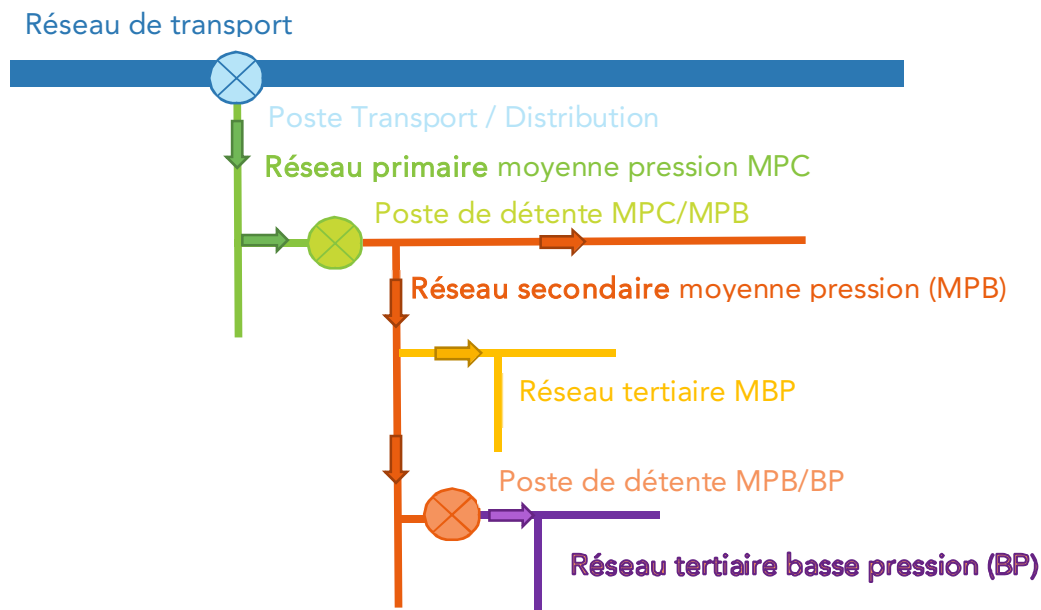 Réseau de transport
Poste Transport / Distribution
Réseau primaire moyenne pression MPC
Poste de détente MPC/MPB
Réseau secondaire moyenne pression (MPB)
Réseau tertiaire MBP
Poste de détente MPB/BP
Réseau tertiaire basse pression (BP)